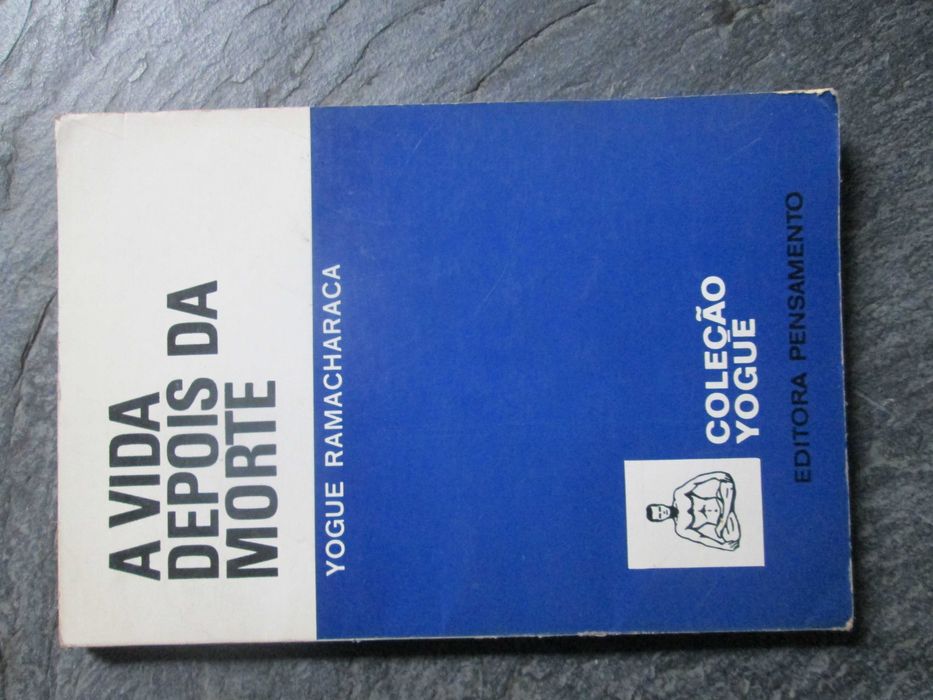 A VIDA
DEPOIS DA
MORTE
YOGUE RAMACHARACA
COLEÇÃO
YOGUE
EDITORA PENSAMENTO